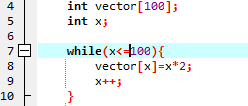 4 int vector[100];
5 int x;
6
7 while(x<=100){
8 vector[x]=x*2;
9 x++;
10 }